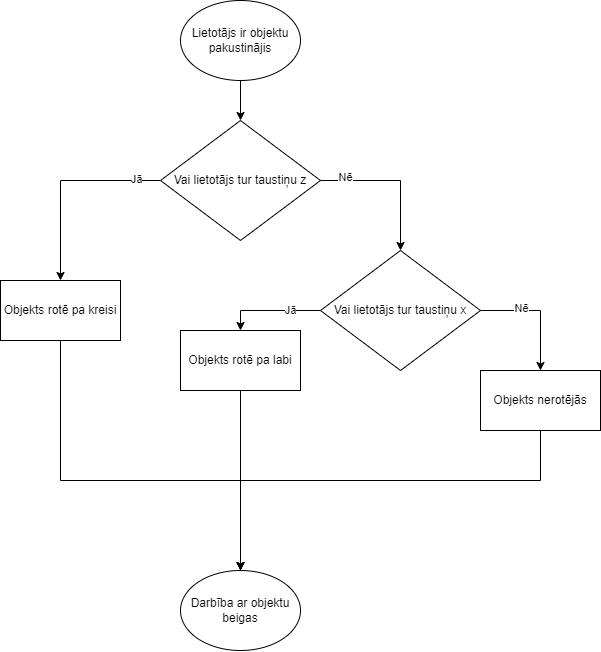 Lietotājs ir objektu
pakustinājis
Vai lietotājs tur taustiņu z
Jā
Nē
Objekts rotē pa kreisi
Vai lietotājs tur taustiņu x
Jā
Nē
Objekts rotē pa labi
Objekts nerotējās
Darbība ar objektu
beigas